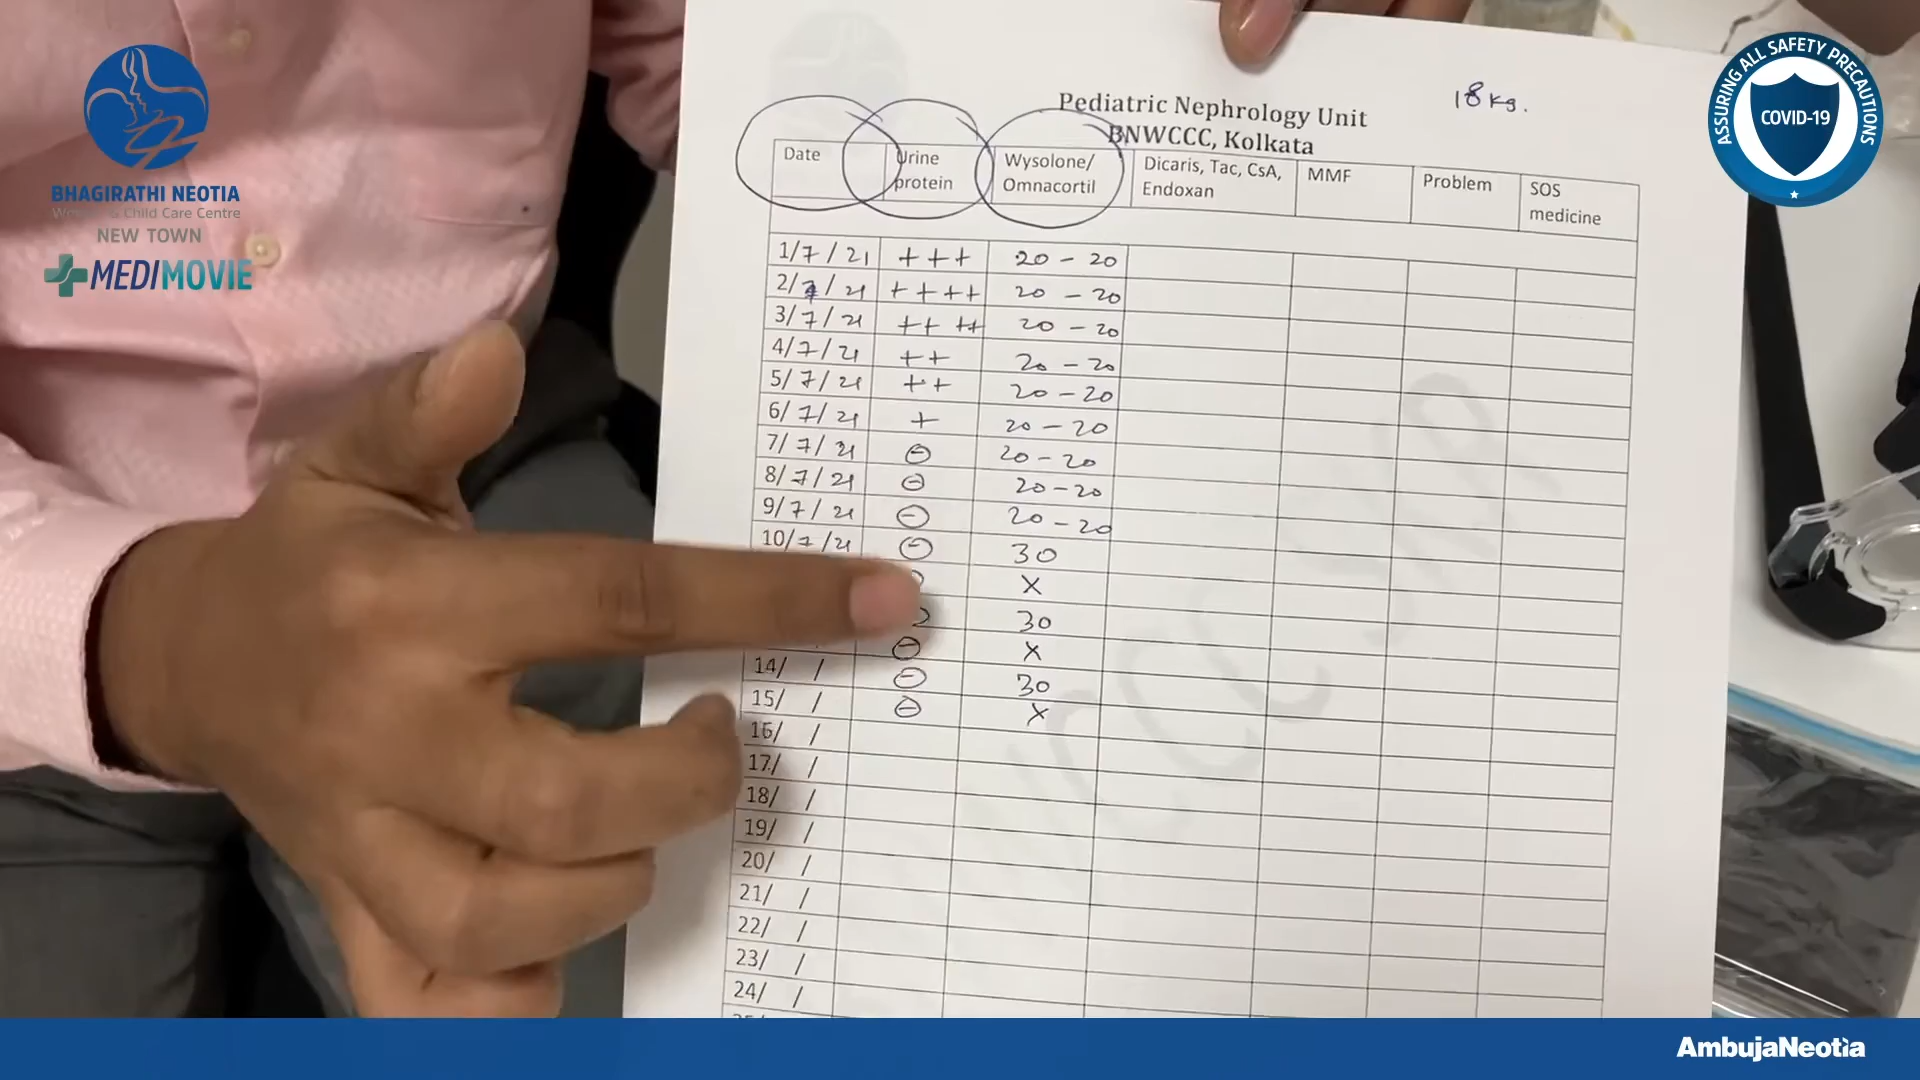 BHAGIRATHI NEOTIA
& Child Care Centre
NEW TOWN
MEDIMOVIE
ASSURING ALL SAFETY PRECAUTIONS
COVID-19
18 kg.
Pediatric Nephrology Unit
BNWCCC, Kolkata
Date Urine protein Wysolone/ Omnacortil Dicaris, Tac, CsA, Endoxan MMF Problem SOS medicine
1/7/21 +++ 20 - 20
2/7/21 ++++ 20 - 20
3/7/21 ++++ 20 - 20
4/7/21 ++ 20 - 20
5/7/21 ++ 20 - 20
6/7/21 + 20 - 20
7/7/21 ⊖ 20 - 20
8/7/21 ⊖ 20 - 20
9/7/21 ⊖ 20 - 20
10/7/21 ⊖ 30
X
30
⊖ X
14/ / ⊖ 30
15/ / ⊖ X
16/ /
17/ /
18/ /
19/ /
20/ /
21/ /
22/ /
23/ /
24/ /
AmbujaNeotia